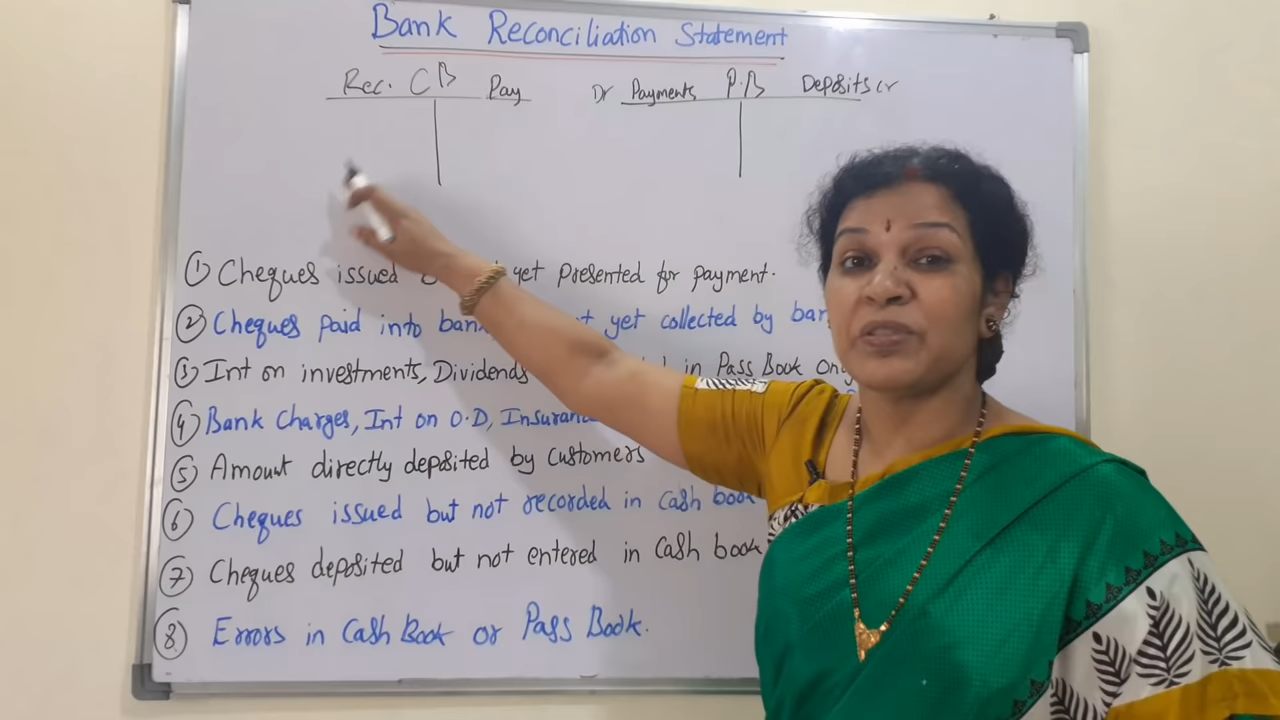 Bank Reconciliation Statement
Rec. C B Pay Dr Payments P.B Deposits cr
① Cheques issued yet presented for payment.
② Cheques paid into bank yet collected by ban
③ Int on investments, Dividends in Pass Book only
④ Bank Charges, Int on O.D, Insuran
⑤ Amount directly deposited by customers
⑥ Cheques issued but not recorded in cash book
⑦ Cheques deposited but not entered in Cash book
⑧ Errors in Cash Book or Pass Book.